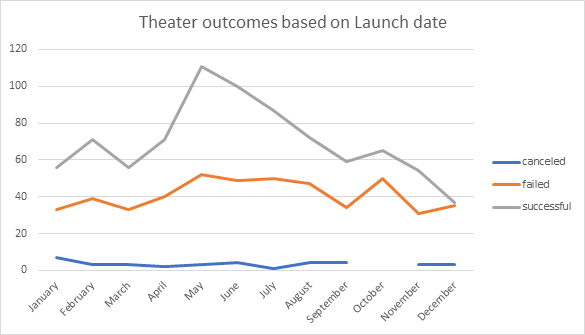 Theater outcomes based on Launch date
120
100
80
60
40
20
0
canceled
failed
successful
January
February
March
April
May
June
July
August
September
October
November
December